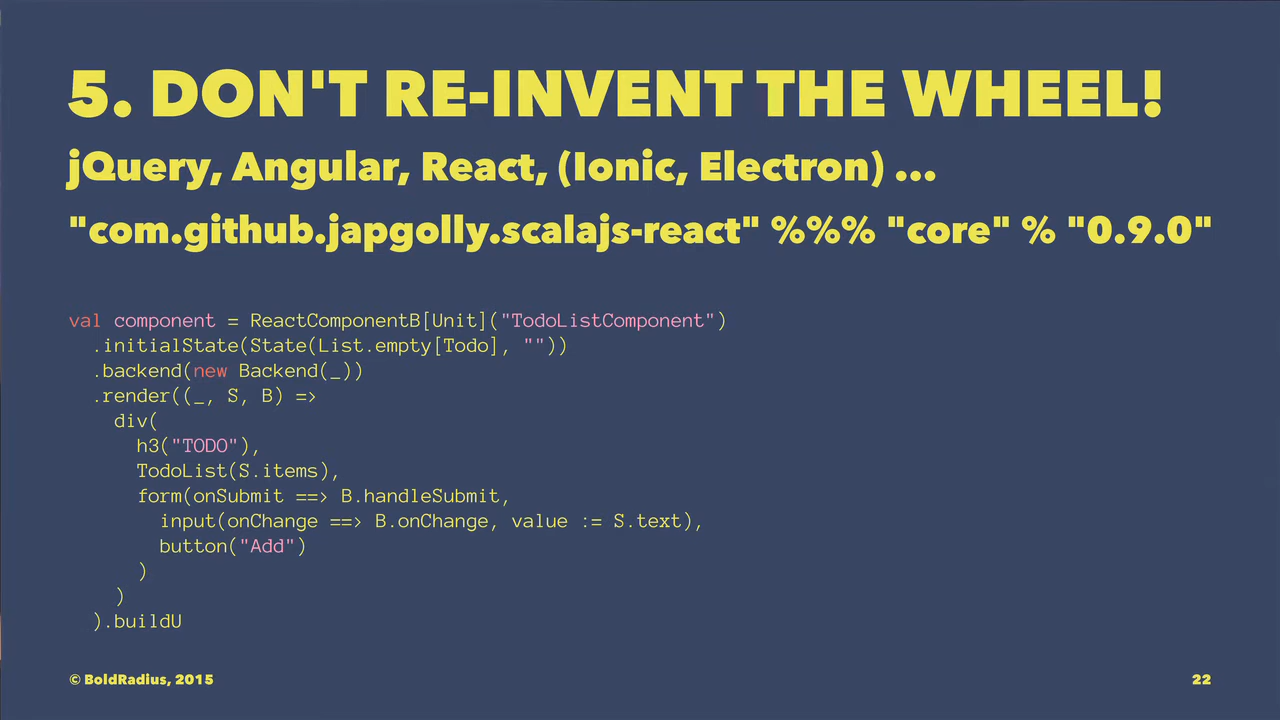 5. DON'T RE-INVENT THE WHEEL!
jQuery, Angular, React, (Ionic, Electron) ...
"com.github.japgolly.scalajs-react" %%% "core" % "0.9.0"
val component = ReactComponentB[Unit]("TodoListComponent")
  .initialState(State(List.empty[Todo], ""))
  .backend(new Backend(_))
  .render((_, S, B) =>
    div(
      h3("TODO"),
      TodoList(S.items),
      form(onSubmit ==> B.handleSubmit,
        input(onChange ==> B.onChange, value := S.text),
        button("Add")
      )
    )
  ).buildU
© BoldRadius, 2015
22